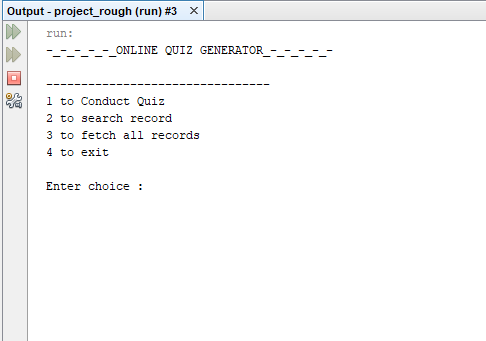 Output - project_rough (run) #3
run:
-_-_-_-_-_ONLINE QUIZ GENERATOR_-_-_-_-_-
--------------------------------
1 to Conduct Quiz
2 to search record
3 to fetch all records
4 to exit
Enter choice :